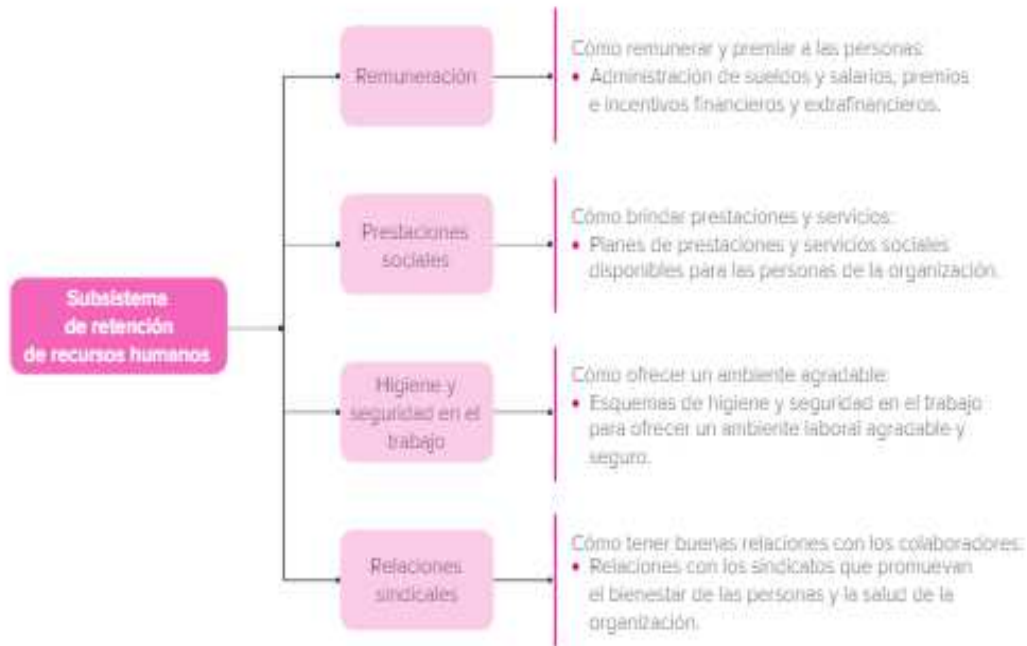 Subsistema
de retención
de recursos humanos
Remuneración
Cómo remunerar y premiar a las personas:
• Administración de sueldos y salarios, premios
e incentivos financieros y extrafinancieros.
Prestaciones
sociales
Cómo brindar prestaciones y servicios:
• Planes de prestaciones y servicios sociales
disponibles para las personas de la organización.
Higiene y
seguridad en el
trabajo
Cómo ofrecer un ambiente agradable:
• Esquemas de higiene y seguridad en el trabajo
para ofrecer un ambiente laboral agradable y
seguro.
Relaciones
sindicales
Cómo tener buenas relaciones con los colaboradores:
• Relaciones con los sindicatos que promuevan
el bienestar de las personas y la salud de la
organización.